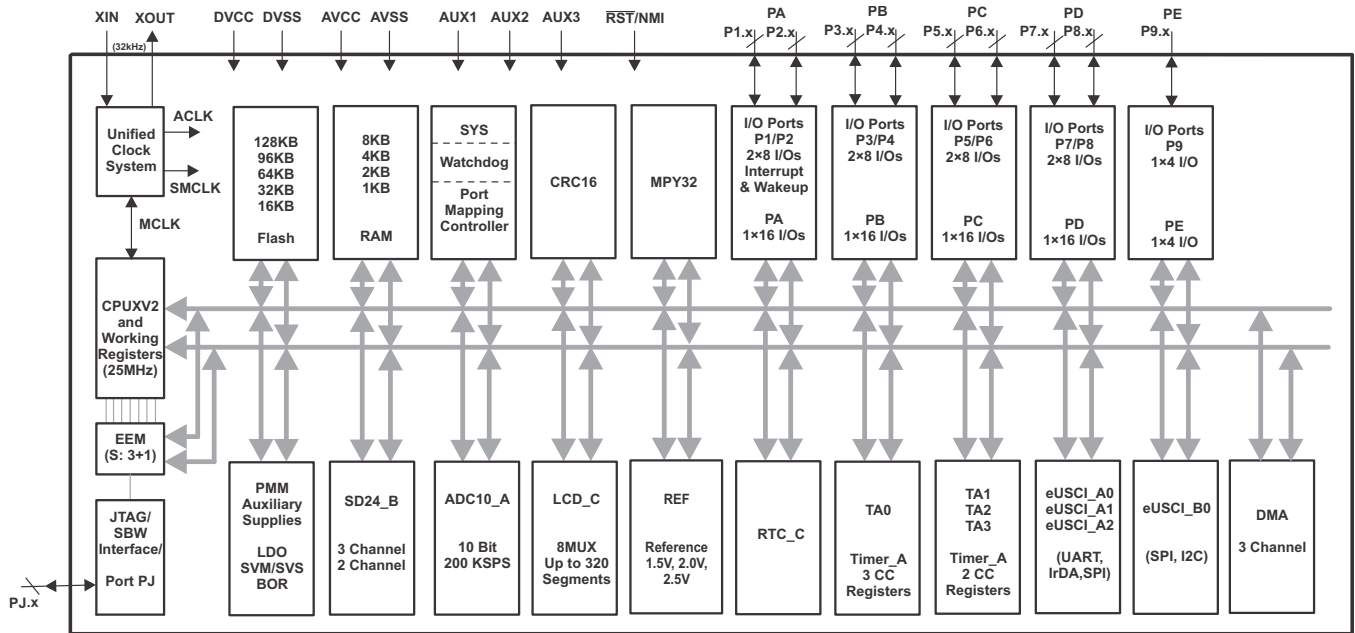 XIN XOUT DVCC DVSS AVCC AVSS AUX1 AUX2 AUX3 RST/NMI
(32kHz)
PA
P1.x P2.x
PB
P3.x P4.x
PC
P5.x P6.x
PD
P7.x P8.x
PE
P9.x
Unified
Clock
System
ACLK
SMCLK
MCLK
128KB
96KB
64KB
32KB
16KB
Flash
8KB
4KB
2KB
1KB
RAM
SYS
Watchdog
Port
Mapping
Controller
CRC16
MPY32
I/O Ports
P1/P2
2×8 I/Os
Interrupt
& Wakeup
PA
1×16 I/Os
I/O Ports
P3/P4
2×8 I/Os
PB
1×16 I/Os
I/O Ports
P5/P6
2×8 I/Os
PC
1×16 I/Os
I/O Ports
P7/P8
2×8 I/Os
PD
1×16 I/Os
I/O Ports
P9
1×4 I/O
PE
1×4 I/O
CPUXV2
and
Working
Registers
(25MHz)
EEM
(S: 3+1)
JTAG/
SBW
Interface/
Port PJ
PJ.x
PMM
Auxiliary
Supplies
LDO
SVM/SVS
BOR
SD24_B
3 Channel
2 Channel
ADC10_A
10 Bit
200 KSPS
LCD_C
8MUX
Up to 320
Segments
REF
Reference
1.5V, 2.0V,
2.5V
RTC_C
TA0
Timer_A
3 CC
Registers
TA1
TA2
TA3
Timer_A
2 CC
Registers
eUSCI_A0
eUSCI_A1
eUSCI_A2
(UART,
IrDA,SPI)
eUSCI_B0
(SPI, I2C)
DMA
3 Channel